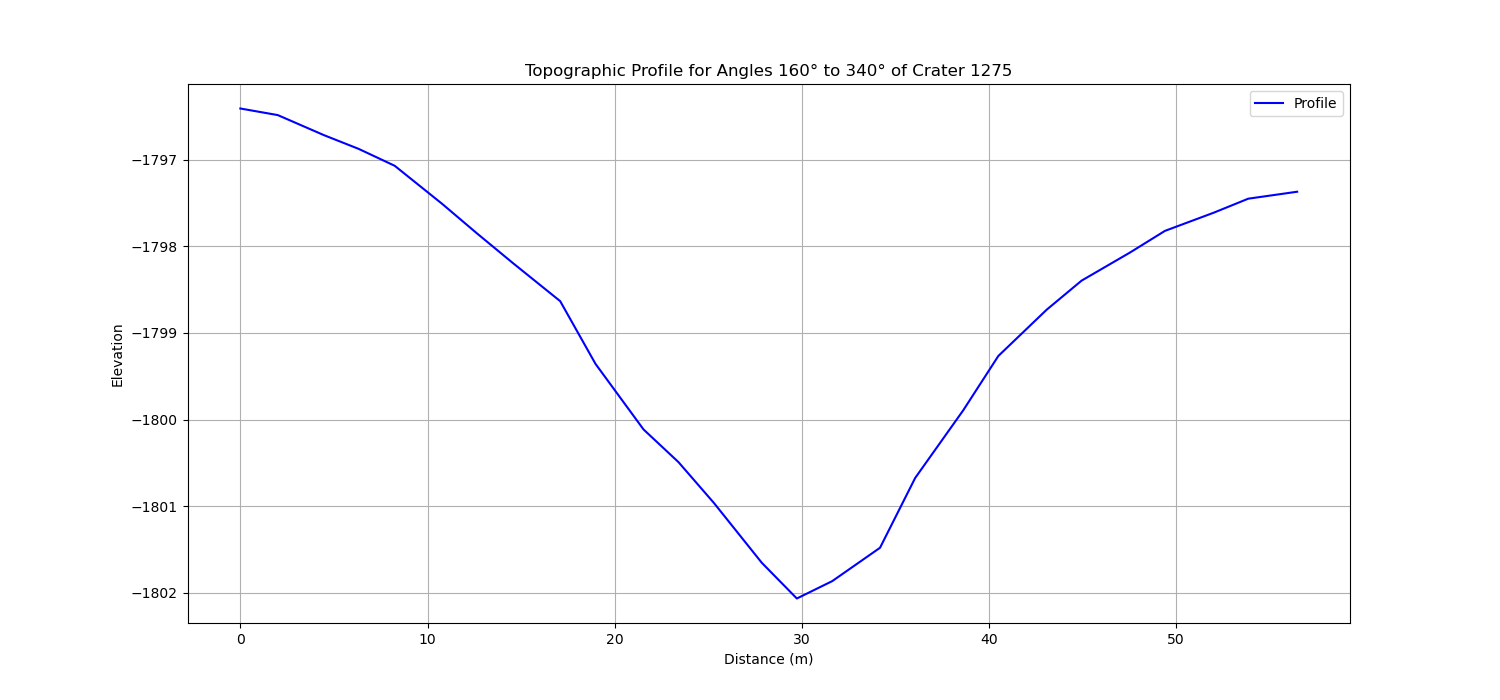 Topographic Profile for Angles 160° to 340° of Crater 1275
Profile
Elevation
−1797
−1798
−1799
−1800
−1801
−1802
0 10 20 30 40 50
Distance (m)